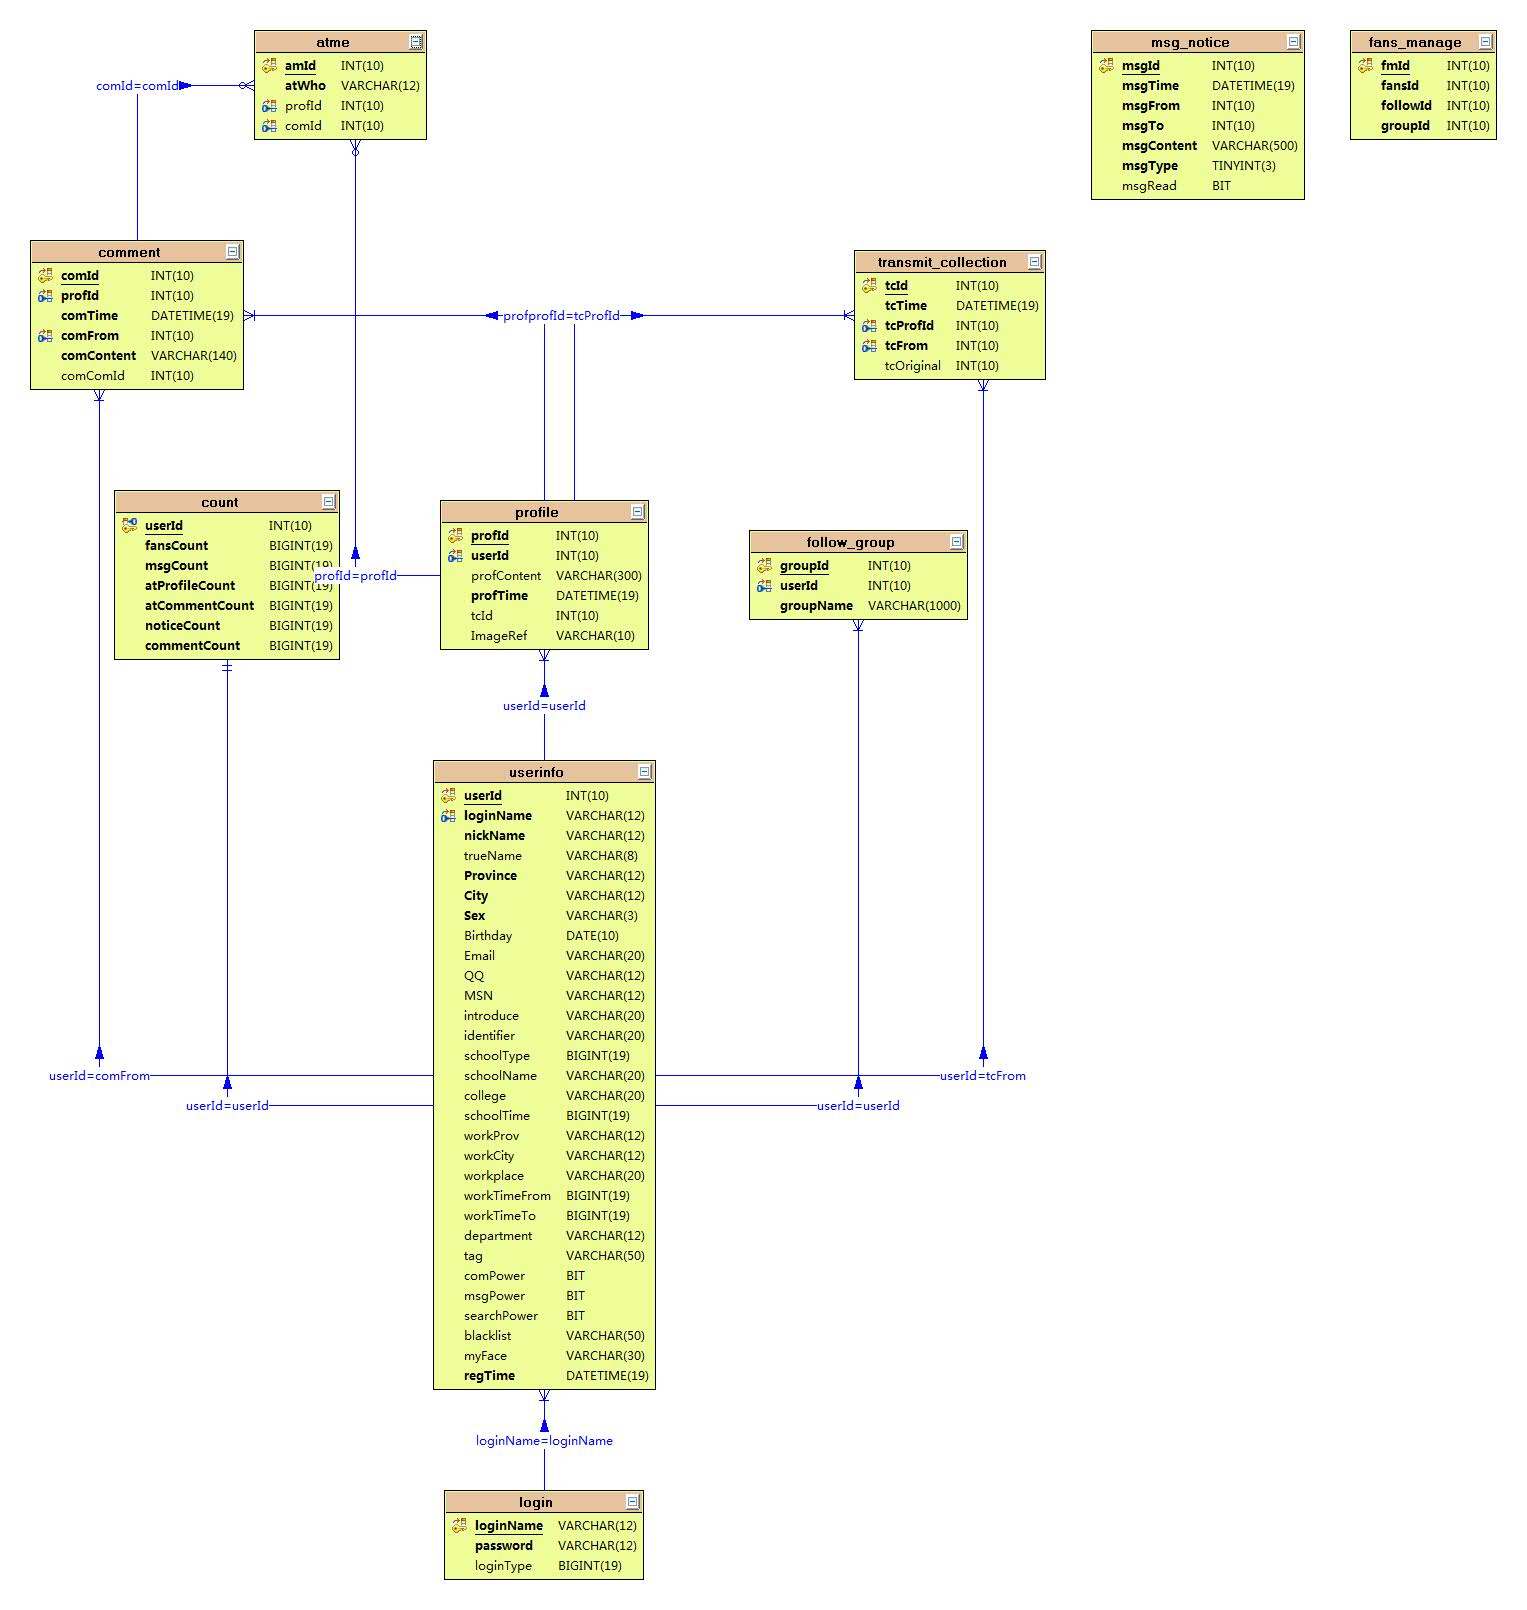 atme
amId INT(10)
atWho VARCHAR(12)
profId INT(10)
comId INT(10)
msg_notice
msgId INT(10)
msgTime DATETIME(19)
msgFrom INT(10)
msgTo INT(10)
msgContent VARCHAR(500)
msgType TINYINT(3)
msgRead BIT
fans_manage
fmId INT(10)
fansId INT(10)
followId INT(10)
groupId INT(10)
comId=comId
comment
comId INT(10)
profId INT(10)
comTime DATETIME(19)
comFrom INT(10)
comContent VARCHAR(140)
comComId INT(10)
profprofId=tcProfId
transmit_collection
tcId INT(10)
tcTime DATETIME(19)
tcProfId INT(10)
tcFrom INT(10)
tcOriginal INT(10)
count
userId INT(10)
fansCount BIGINT(19)
msgCount BIGINT(19)
atProfileCount BIGINT(19)
atCommentCount BIGINT(19)
noticeCount BIGINT(19)
commentCount BIGINT(19)
profId=profId
profile
profId INT(10)
userId INT(10)
profContent VARCHAR(300)
profTime DATETIME(19)
tcId INT(10)
ImageRef VARCHAR(10)
follow_group
groupId INT(10)
userId INT(10)
groupName VARCHAR(1000)
userId=userId
userinfo
userId INT(10)
loginName VARCHAR(12)
nickName VARCHAR(12)
trueName VARCHAR(8)
Province VARCHAR(12)
City VARCHAR(12)
Sex VARCHAR(3)
Birthday DATE(10)
Email VARCHAR(20)
QQ VARCHAR(12)
MSN VARCHAR(12)
introduce VARCHAR(20)
identifier VARCHAR(20)
schoolType BIGINT(19)
schoolName VARCHAR(20)
college VARCHAR(20)
schoolTime BIGINT(19)
workProv VARCHAR(12)
workCity VARCHAR(12)
workplace VARCHAR(20)
workTimeFrom BIGINT(19)
workTimeTo BIGINT(19)
department VARCHAR(12)
tag VARCHAR(50)
comPower BIT
msgPower BIT
searchPower BIT
blacklist VARCHAR(50)
myFace VARCHAR(30)
regTime DATETIME(19)
userId=comFrom
userId=tcFrom
userId=userId
userId=userId
loginName=loginName
login
loginName VARCHAR(12)
password VARCHAR(12)
loginType BIGINT(19)